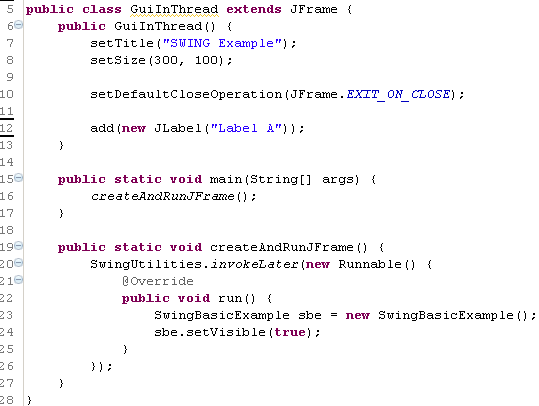 5 public class GuiInThread extends JFrame {
6     public GuiInThread() {
7         setTitle("SWING Example");
8         setSize(300, 100);
9
10         setDefaultCloseOperation(JFrame.EXIT_ON_CLOSE);
11
12         add(new JLabel("Label A"));
13     }
14
15     public static void main(String[] args) {
16         createAndRunJFrame();
17     }
18
19     public static void createAndRunJFrame() {
20         SwingUtilities.invokeLater(new Runnable() {
21             @Override
22             public void run() {
23                 SwingBasicExample sbe = new SwingBasicExample();
24                 sbe.setVisible(true);
25             }
26         });
27     }
28 }